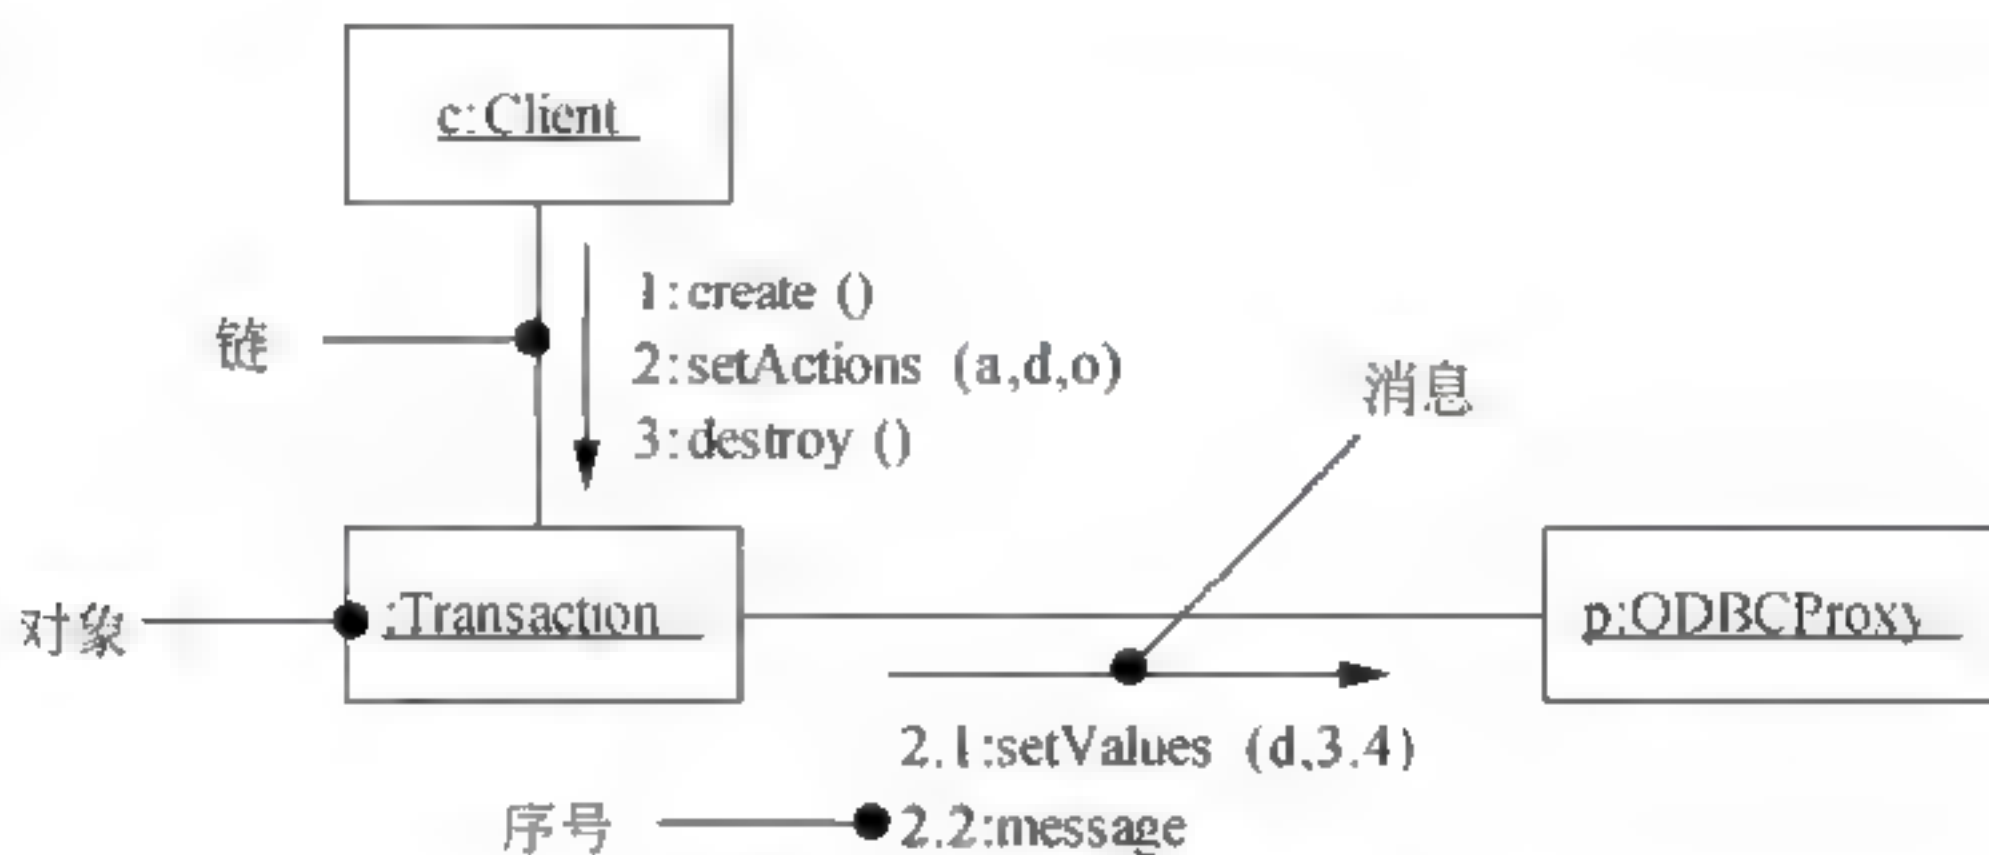 c:Client
1:create ()
2:setActions (a,d,o)
3:destroy ()
链
消息
对象
:Transaction
p:ODBCProxy
2.1:setValues (d,3.4)
序号
2.2:message